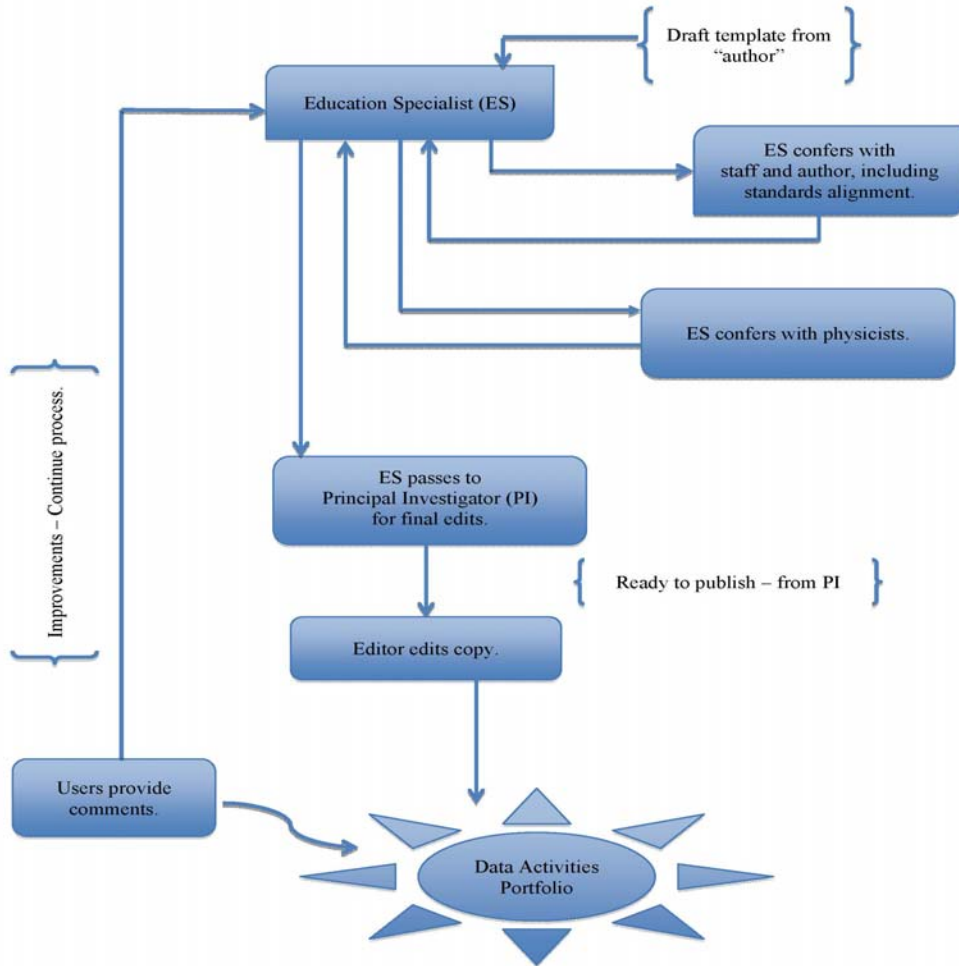 Draft template from
“author”
Education Specialist (ES)
ES confers with
staff and author, including
standards alignment.
ES confers with physicists.
Improvements – Continue process.
ES passes to
Principal Investigator (PI)
for final edits.
Ready to publish – from PI
Editor edits copy.
Users provide
comments.
Data Activities
Portfolio